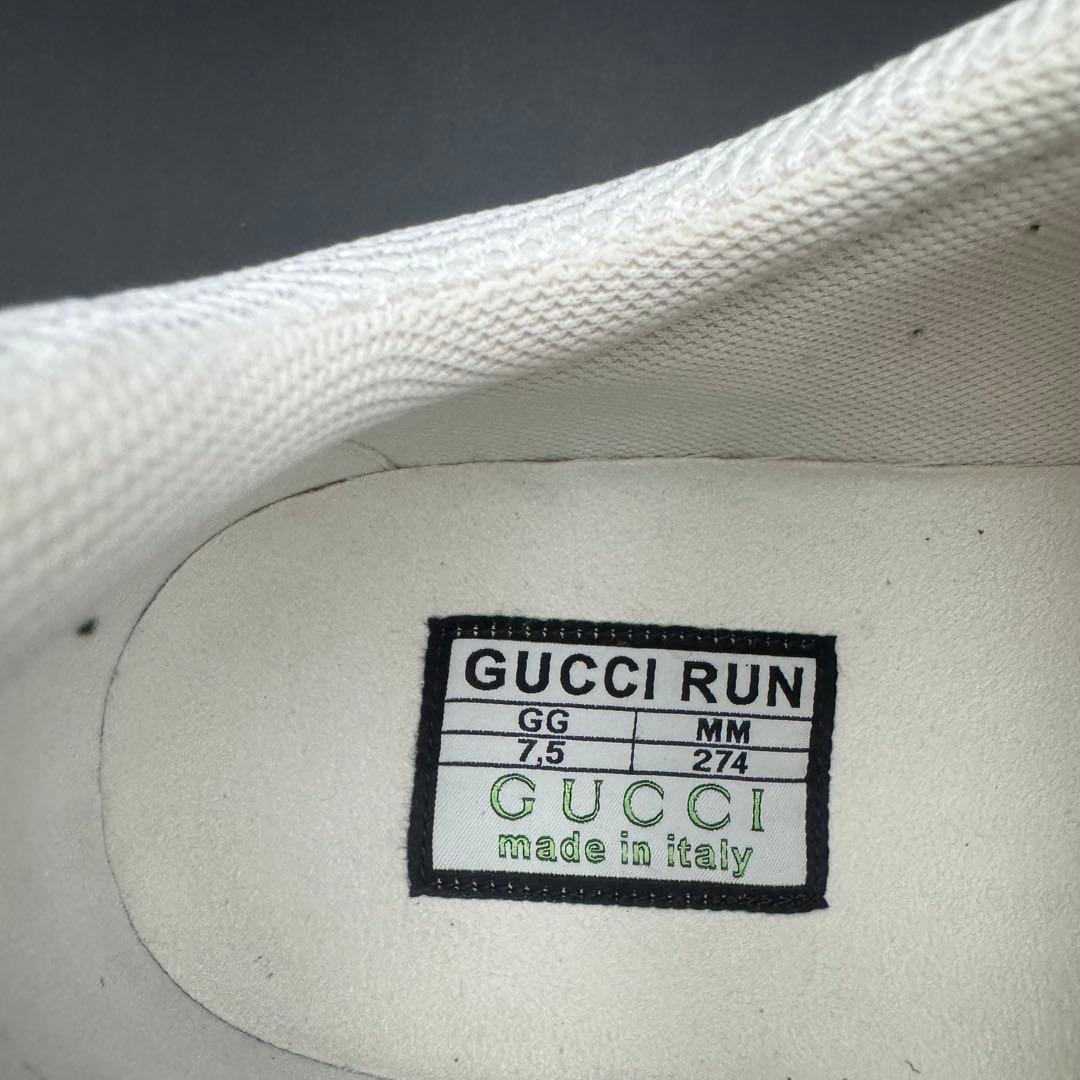 GUCCI RUN
GG MM
7,5 274
GUCCI
made in italy